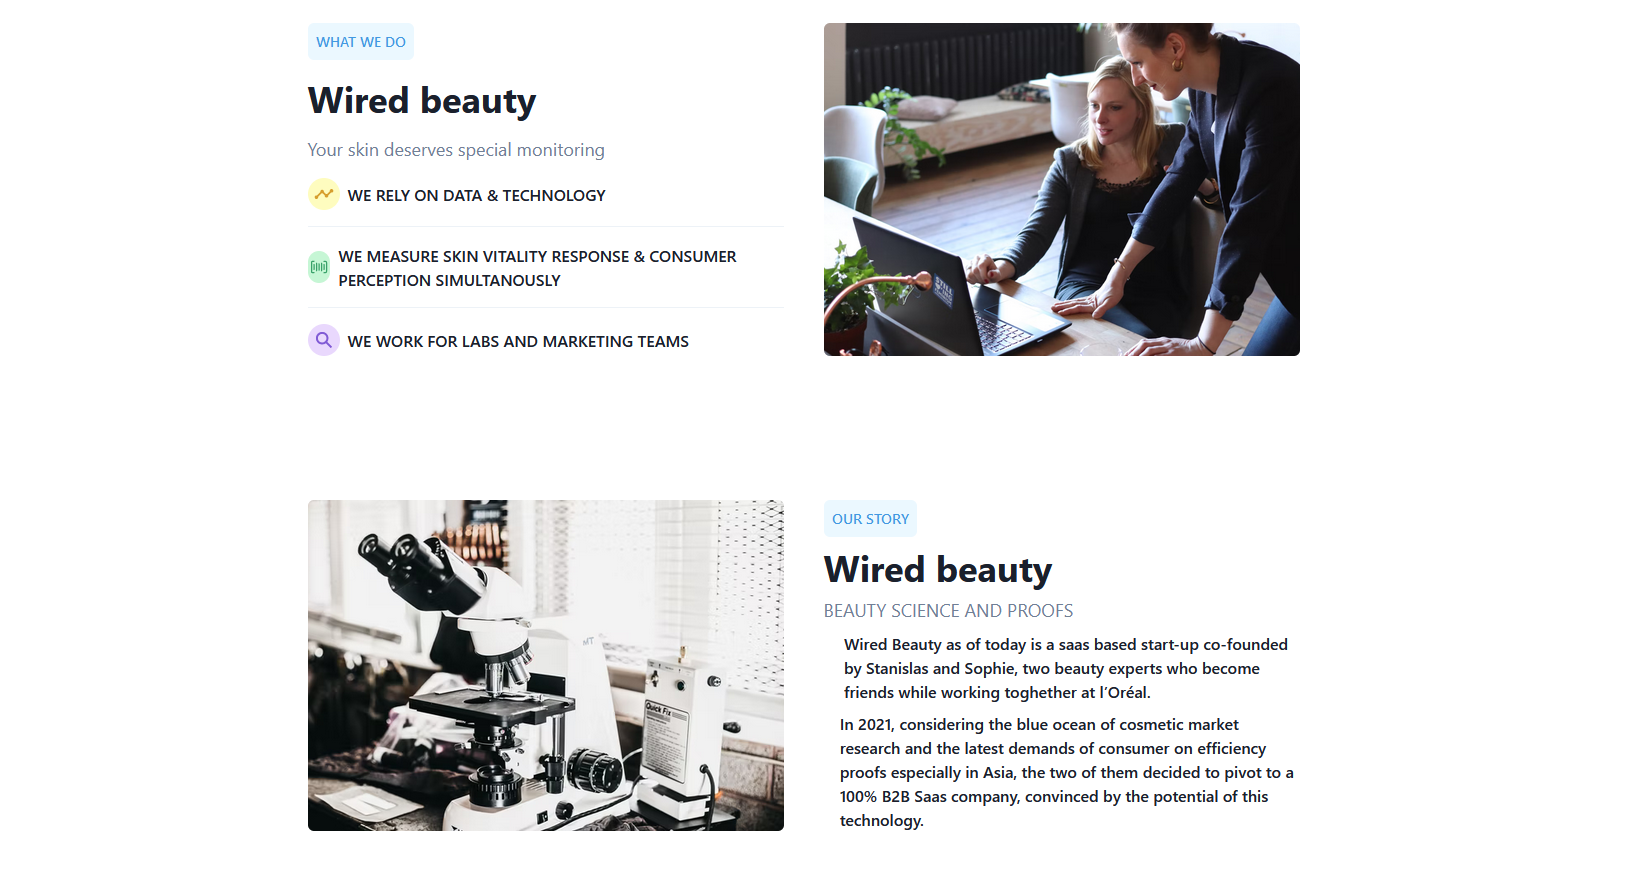 WHAT WE DO
Wired beauty
Your skin deserves special monitoring
WE RELY ON DATA & TECHNOLOGY
WE MEASURE SKIN VITALITY RESPONSE & CONSUMER
PERCEPTION SIMULTANOUSLY
WE WORK FOR LABS AND MARKETING TEAMS
OUR STORY
Wired beauty
BEAUTY SCIENCE AND PROOFS
Wired Beauty as of today is a saas based start-up co-founded
by Stanislas and Sophie, two beauty experts who become
friends while working toghether at l’Oréal.
In 2021, considering the blue ocean of cosmetic market
research and the latest demands of consumer on efficiency
proofs especially in Asia, the two of them decided to pivot to a
100% B2B Saas company, convinced by the potential of this
technology.
MT
Quick Fix